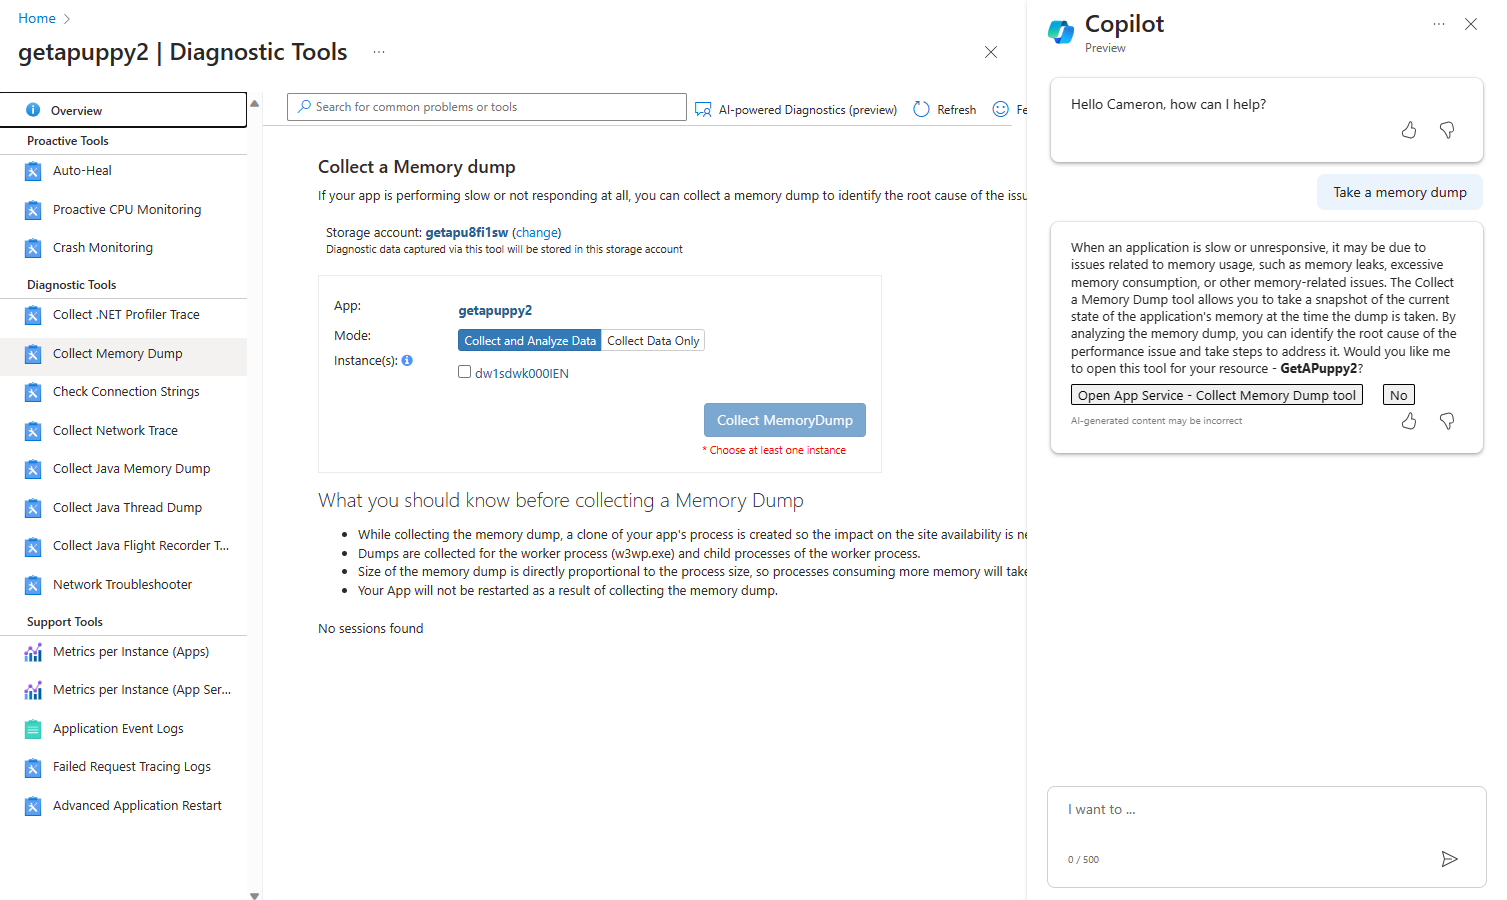 Home
getapuppy2 | Diagnostic Tools
Overview
Proactive Tools
Auto-Heal
Proactive CPU Monitoring
Crash Monitoring
Diagnostic Tools
Collect .NET Profiler Trace
Collect Memory Dump
Check Connection Strings
Collect Network Trace
Collect Java Memory Dump
Collect Java Thread Dump
Collect Java Flight Recorder T...
Network Troubleshooter
Support Tools
Metrics per Instance (Apps)
Metrics per Instance (App Ser...
Application Event Logs
Failed Request Tracing Logs
Advanced Application Restart
Search for common problems or tools
AI-powered Diagnostics (preview)
Refresh
Fe
Collect a Memory dump
If your app is performing slow or not responding at all, you can collect a memory dump to identify the root cause of the issu
Storage account: getapu8fi1sw (change)
Diagnostic data captured via this tool will be stored in this storage account
App: getapuppy2
Mode: Collect and Analyze Data Collect Data Only
Instance(s):
dw1sdwk000IEN
Collect MemoryDump
* Choose at least one instance
What you should know before collecting a Memory Dump
• While collecting the memory dump, a clone of your app's process is created so the impact on the site availability is ne
• Dumps are collected for the worker process (w3wp.exe) and child processes of the worker process.
• Size of the memory dump is directly proportional to the process size, so processes consuming more memory will take
• Your App will not be restarted as a result of collecting the memory dump.
No sessions found
Copilot
Preview
Hello Cameron, how can I help?
Take a memory dump
When an application is slow or unresponsive, it may be due to
issues related to memory usage, such as memory leaks, excessive
memory consumption, or other memory-related issues. The Collect
a Memory Dump tool allows you to take a snapshot of the current
state of the application's memory at the time the dump is taken. By
analyzing the memory dump, you can identify the root cause of the
performance issue and take steps to address it. Would you like me
to open this tool for your resource - GetAPuppy2?
Open App Service - Collect Memory Dump tool No
AI-generated content may be incorrect
I want to ...
0 / 500